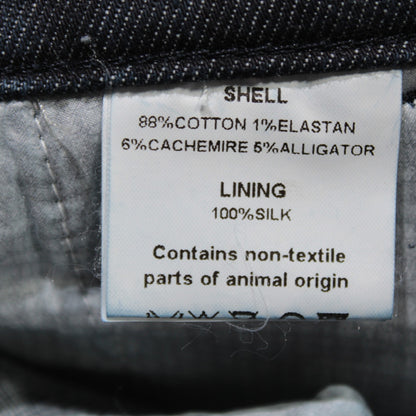 SHELL
88%COTTON 1%ELASTAN
6%CACHEMIRE 5%ALLIGATOR
LINING
100%SILK
Contains non-textile
parts of animal origin